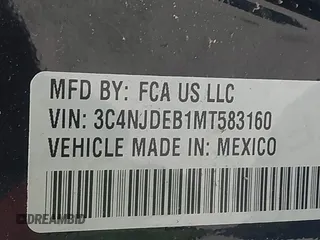 MFD BY: FCA US LLC
VIN: 3C4NJDEB1MT583160
VEHICLE MADE IN: MEXICO
DREAMBID